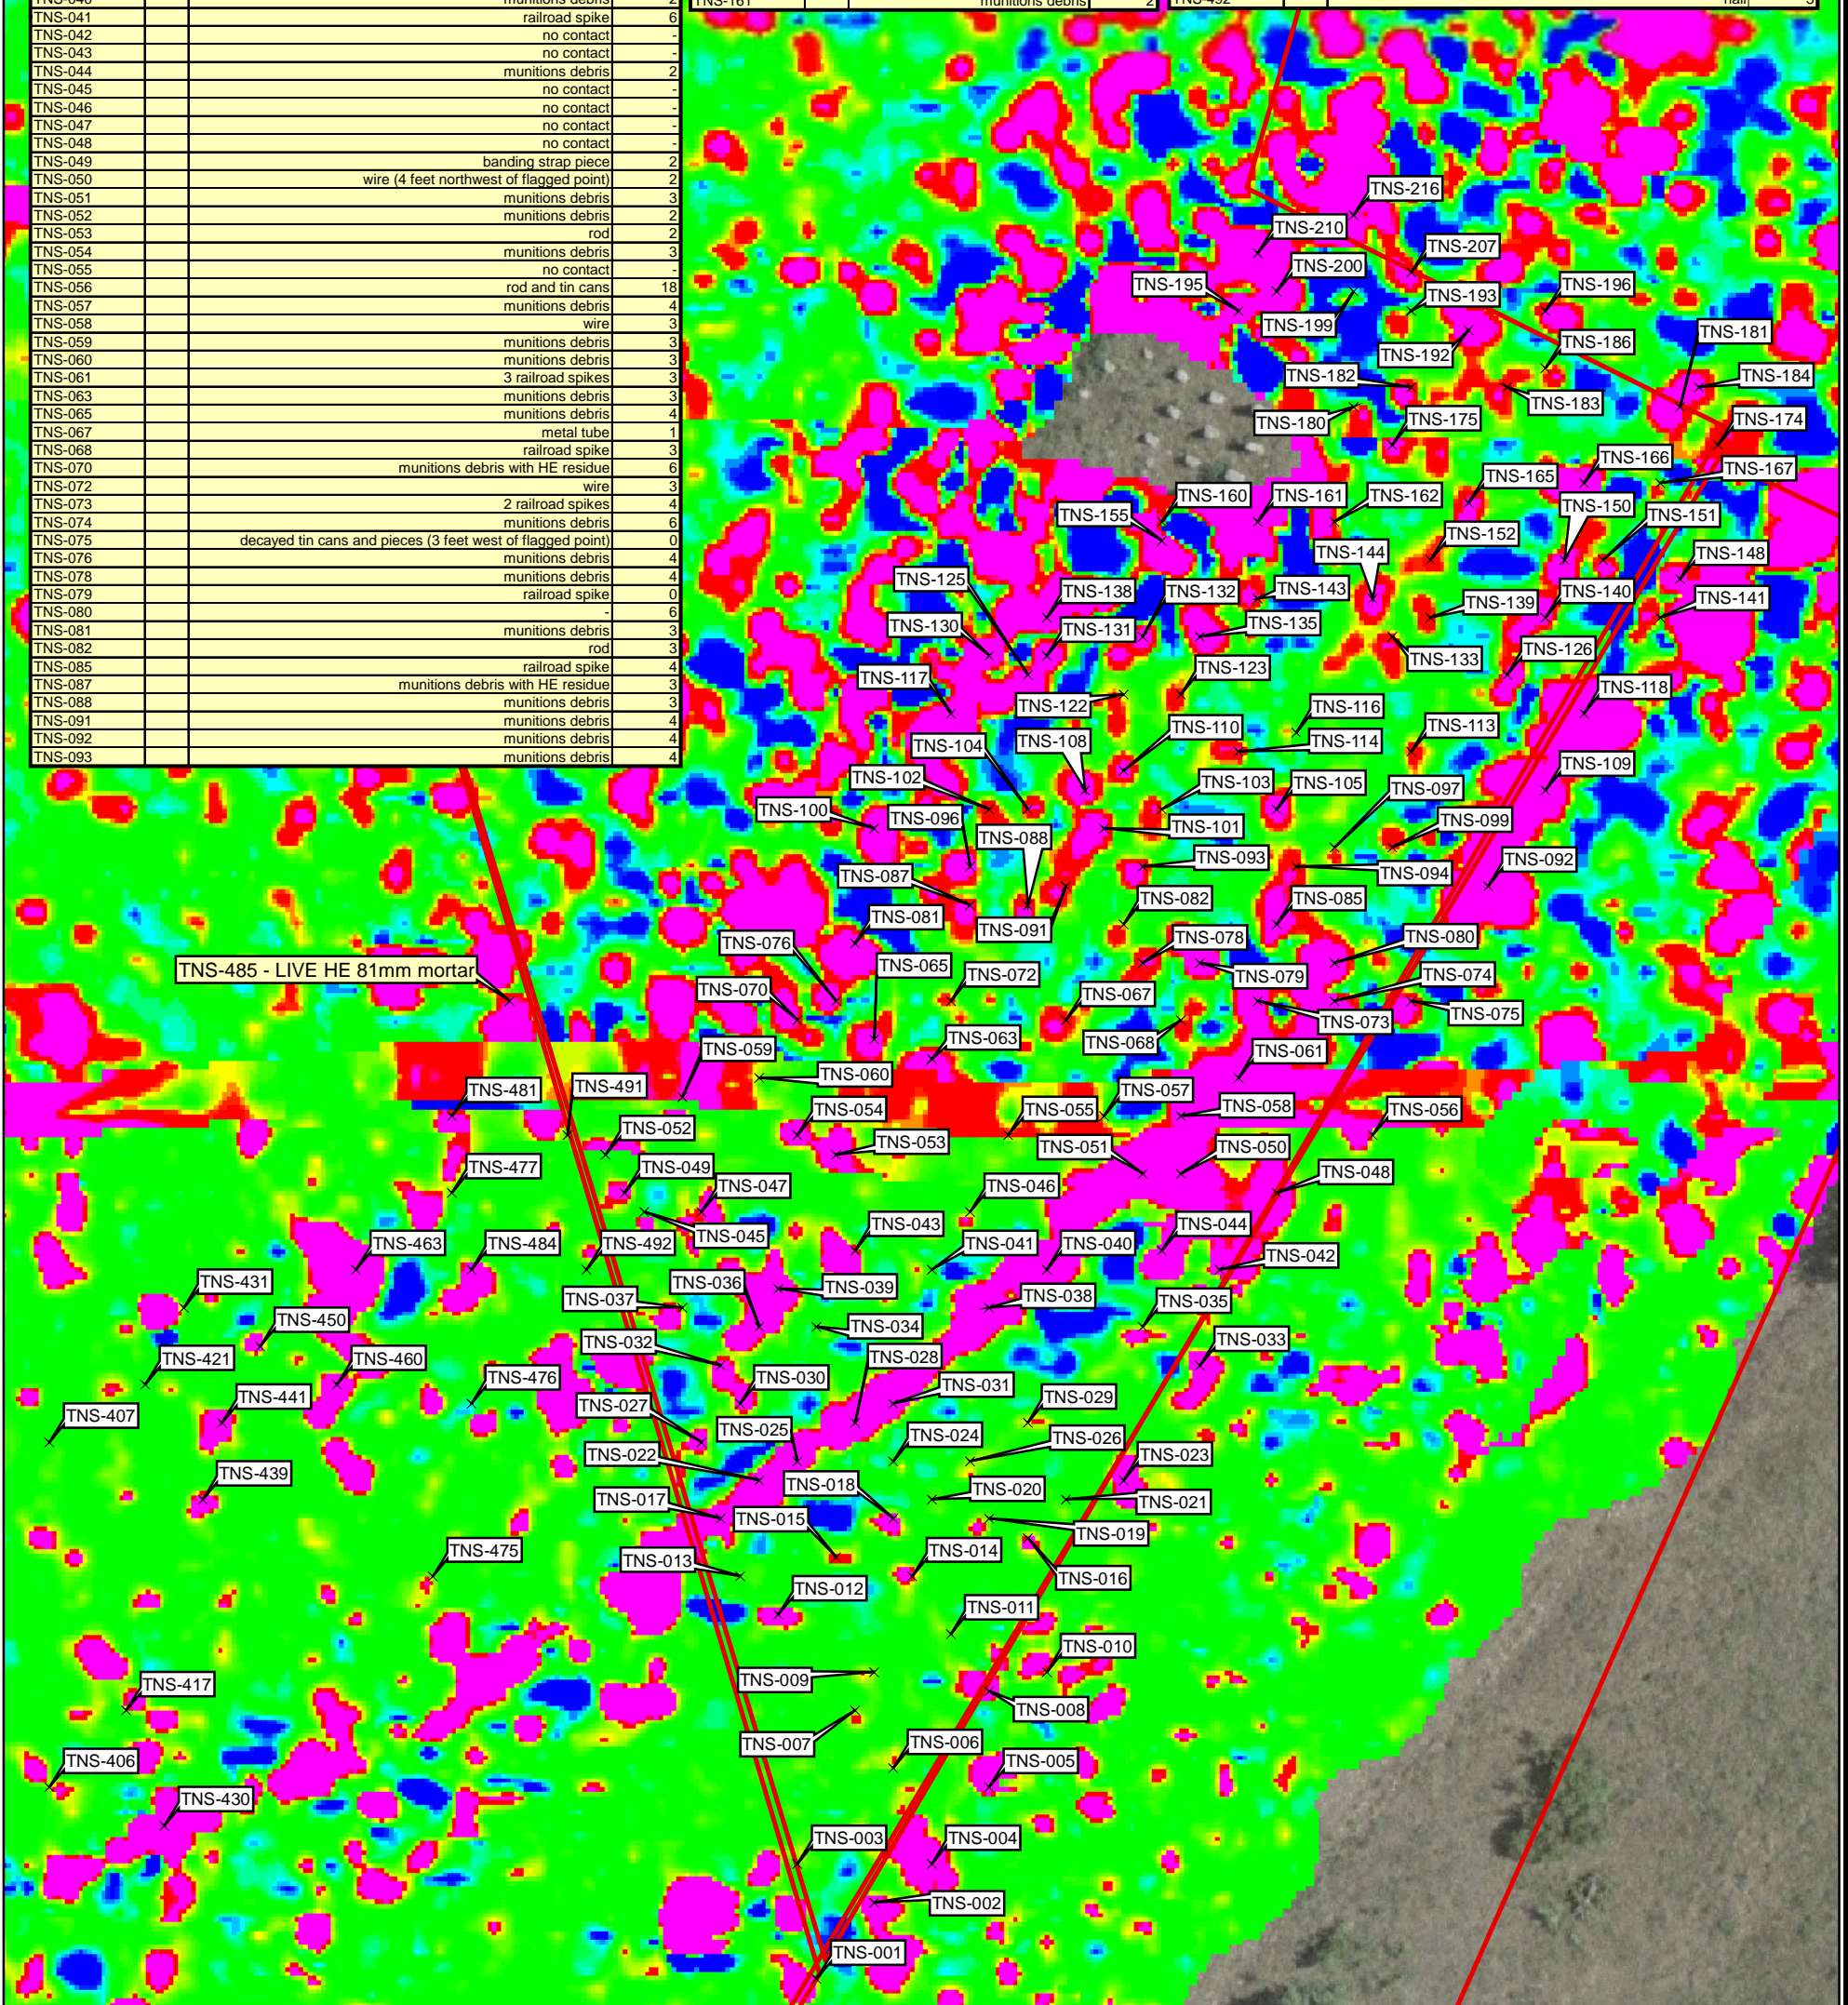 TNS-040 munitions debris 2
TNS-041 railroad spike 6
TNS-042 no contact -
TNS-043 no contact -
TNS-044 munitions debris 2
TNS-045 no contact -
TNS-046 no contact -
TNS-047 no contact -
TNS-048 no contact -
TNS-049 banding strap piece 2
TNS-050 wire (4 feet northwest of flagged point) 2
TNS-051 munitions debris 3
TNS-052 munitions debris 2
TNS-053 rod 2
TNS-054 munitions debris 3
TNS-055 no contact -
TNS-056 rod and tin cans 18
TNS-057 munitions debris 4
TNS-058 wire 3
TNS-059 munitions debris 3
TNS-060 munitions debris 3
TNS-061 3 railroad spikes 3
TNS-063 munitions debris 3
TNS-065 munitions debris 4
TNS-067 metal tube 1
TNS-068 railroad spike 3
TNS-070 munitions debris with HE residue 6
TNS-072 wire 3
TNS-073 2 railroad spikes 4
TNS-074 munitions debris 6
TNS-075 decayed tin cans and pieces (3 feet west of flagged point) 0
TNS-076 munitions debris 4
TNS-078 munitions debris 4
TNS-079 railroad spike 0
TNS-080 - 6
TNS-081 munitions debris 3
TNS-082 rod 3
TNS-085 railroad spike 4
TNS-087 munitions debris with HE residue 3
TNS-088 munitions debris 3
TNS-091 munitions debris 4
TNS-092 munitions debris 4
TNS-093 munitions debris 4
TNS-161 munitions debris 2
TNS-492 nail 3
TNS-216
TNS-210
TNS-207
TNS-200
TNS-195
TNS-196
TNS-193
TNS-199
TNS-181
TNS-186
TNS-192
TNS-182
TNS-184
TNS-183
TNS-180
TNS-175
TNS-174
TNS-166
TNS-167
TNS-165
TNS-160
TNS-161
TNS-162
TNS-150
TNS-155
TNS-151
TNS-152
TNS-144
TNS-148
TNS-125
TNS-143
TNS-138
TNS-132
TNS-140
TNS-139
TNS-141
TNS-130
TNS-131
TNS-135
TNS-126
TNS-133
TNS-123
TNS-117
TNS-118
TNS-122
TNS-116
TNS-110
TNS-113
TNS-104
TNS-108
TNS-114
TNS-109
TNS-102
TNS-103
TNS-105
TNS-097
TNS-100
TNS-096
TNS-101
TNS-099
TNS-088
TNS-093
TNS-092
TNS-087
TNS-094
TNS-082
TNS-085
TNS-081
TNS-091
TNS-078
TNS-080
TNS-076
TNS-065
TNS-485 - LIVE HE 81mm mortar
TNS-072
TNS-079
TNS-074
TNS-070
TNS-067
TNS-075
TNS-073
TNS-063
TNS-068
TNS-059
TNS-061
TNS-060
TNS-481
TNS-491
TNS-057
TNS-054
TNS-055
TNS-058
TNS-056
TNS-052
TNS-053
TNS-051
TNS-050
TNS-477
TNS-049
TNS-048
TNS-047
TNS-046
TNS-043
TNS-044
TNS-045
TNS-463
TNS-484
TNS-492
TNS-041
TNS-040
TNS-042
TNS-431
TNS-036
TNS-039
TNS-037
TNS-038
TNS-035
TNS-450
TNS-034
TNS-032
TNS-033
TNS-421
TNS-460
TNS-028
TNS-476
TNS-030
TNS-031
TNS-441
TNS-407
TNS-027
TNS-029
TNS-025
TNS-024
TNS-026
TNS-022
TNS-023
TNS-439
TNS-018
TNS-020
TNS-017
TNS-021
TNS-015
TNS-019
TNS-475
TNS-013
TNS-014
TNS-016
TNS-012
TNS-011
TNS-010
TNS-009
TNS-417
TNS-008
TNS-007
TNS-006
TNS-406
TNS-005
TNS-430
TNS-003
TNS-004
TNS-002
TNS-001